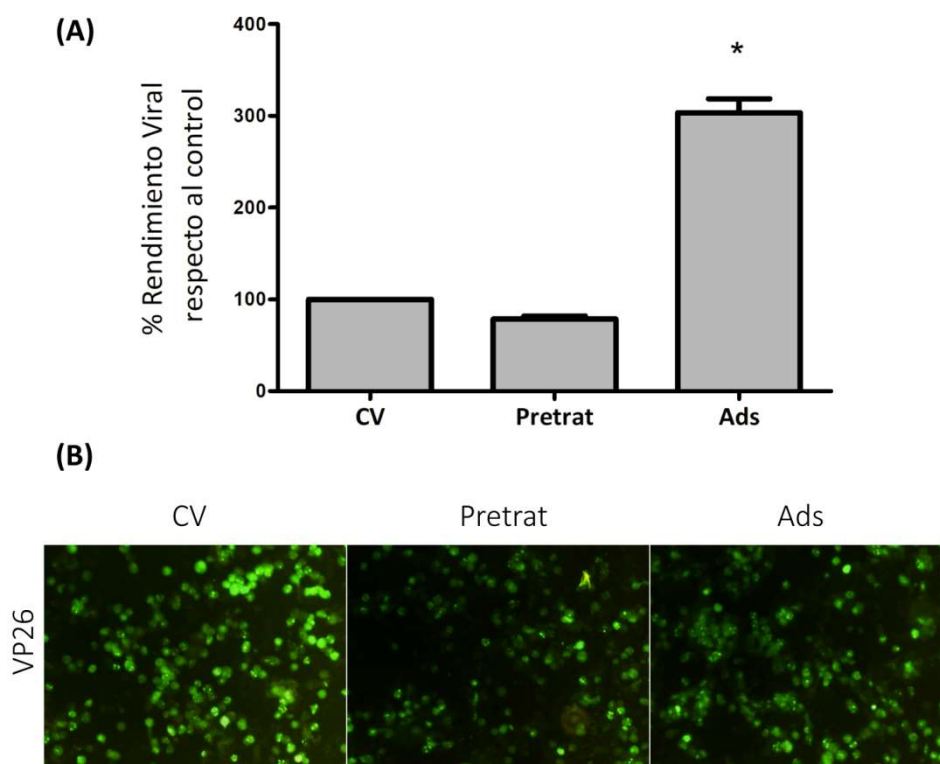 (A)
% Rendimiento Viral
respecto al control
400
300
200
100
0
*
CV Pretrat Ads
(B)
CV Pretrat Ads
VP26